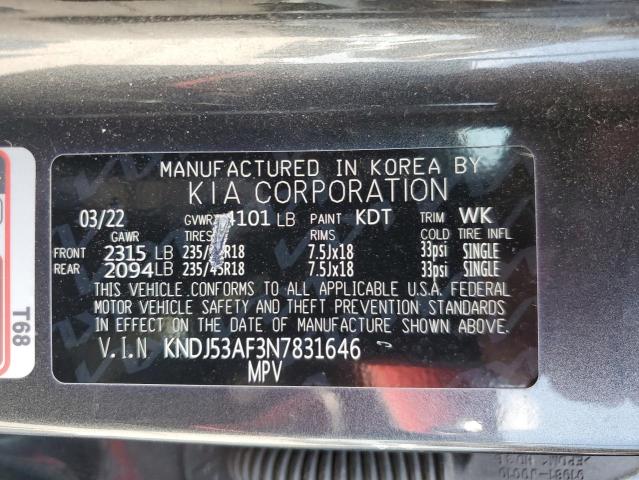 MANUFACTURED IN KOREA BY
KIA CORPORATION
03/22 GVWR 4101 LB PAINT KDT TRIM WK
GAWR TIRES RIMS COLD TIRE INFL
FRONT 2315 LB 235/ R18 7.5Jx18 33psi SINGLE
REAR 2094 LB 235/45R18 7.5Jx18 33psi SINGLE
THIS VEHICLE CONFORMS TO ALL APPLICABLE U.S.A. FEDERAL
MOTOR VEHICLE SAFETY AND THEFT PREVENTION STANDARDS
IN EFFECT ON THE DATE OF MANUFACTURE SHOWN ABOVE.
V.I.N KNDJ53AF3N7831646
MPV
T68